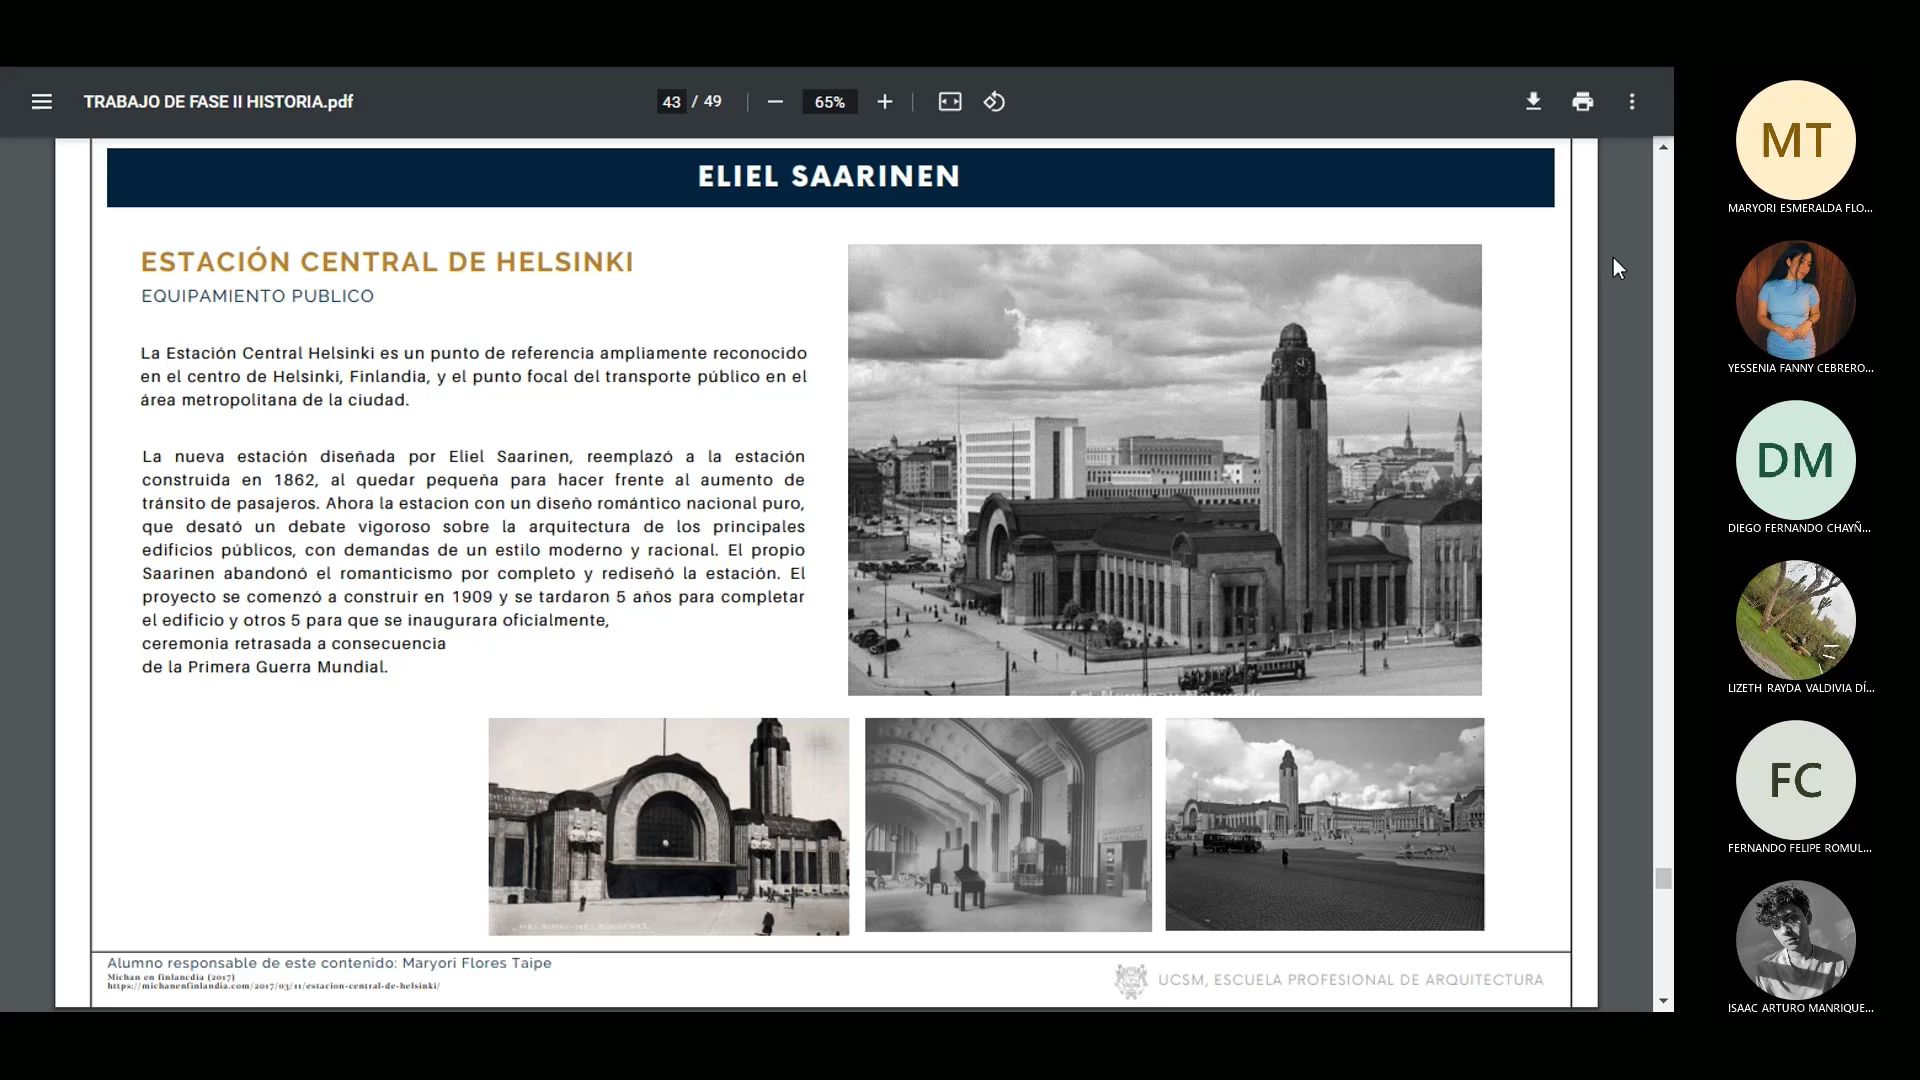 TRABAJO DE FASE II HISTORIA.pdf
43 / 49
65%
ELIEL SAARINEN
ESTACIÓN CENTRAL DE HELSINKI
EQUIPAMIENTO PUBLICO
La Estación Central Helsinki es un punto de referencia ampliamente reconocido
en el centro de Helsinki, Finlandia, y el punto focal del transporte público en el
área metropolitana de la ciudad.
La nueva estación diseñada por Eliel Saarinen, reemplazó a la estación
construida en 1862, al quedar pequeña para hacer frente al aumento de
tránsito de pasajeros. Ahora la estacion con un diseño romántico nacional puro,
que desató un debate vigoroso sobre la arquitectura de los principales
edificios públicos, con demandas de un estilo moderno y racional. El propio
Saarinen abandonó el romanticismo por completo y rediseñó la estación. El
proyecto se comenzó a construir en 1909 y se tardaron 5 años para completar
el edificio y otros 5 para que se inaugurara oficialmente,
ceremonia retrasada a consecuencia
de la Primera Guerra Mundial.
Alumno responsable de este contenido: Maryori Flores Taipe
Michan en finlancdia (2017)
https://michanenfinlandia.com/2017/03/11/estacion-central-de-helsinki/
UCSM, ESCUELA PROFESIONAL DE ARQUITECTURA
MT
MARYORI ESMERALDA FLO...
YESSENIA FANNY CEBRERO...
DM
DIEGO FERNANDO CHAYÑ...
LIZETH RAYDA VALDIVIA DÍ...
FC
FERNANDO FELIPE ROMUL...
ISAAC ARTURO MANRIQUE...